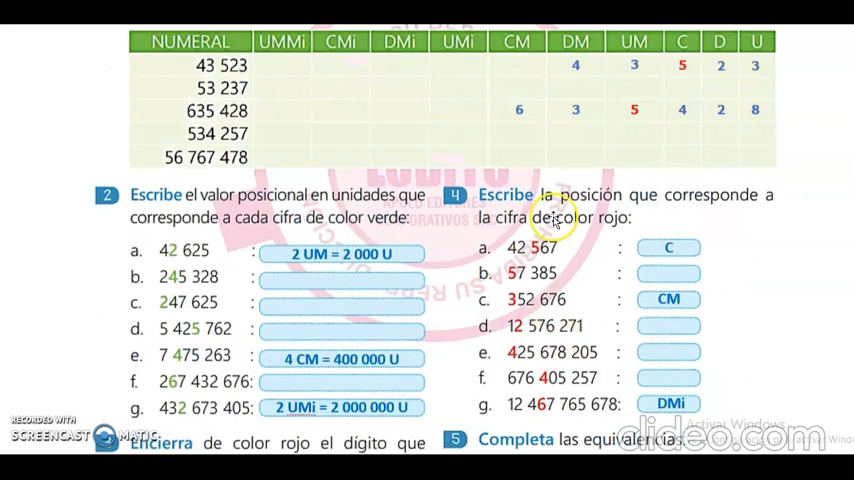 NUMERAL UMMi CMi DMi UMi CM DM UM C D U
43 523 4 3 5 2 3
53 237
635 428 6 3 5 4 2 8
534 257
56 767 478
2 Escribe el valor posicional en unidades que
corresponde a cada cifra de color verde:
a. 42 625 : 2 UM = 2 000 U
b. 245 328 :
c. 247 625 :
d. 5 425 762 :
e. 7 475 263 : 4 CM = 400 000 U
f. 267 432 676:
g. 432 673 405: 2 UMi = 2 000 000 U
Encierra de color rojo el dígito que
4 Escribe la posición que corresponde a
la cifra de color rojo:
a. 42 567 : C
b. 57 385 :
c. 352 676 : CM
d. 12 576 271 :
e. 425 678 205 :
f. 676 405 257 :
g. 12 467 765 678: DMi
5 Completa las equivalencias:
Activar Windows
RECORDED WITH
SCREENCAST MATIC
dideo.com